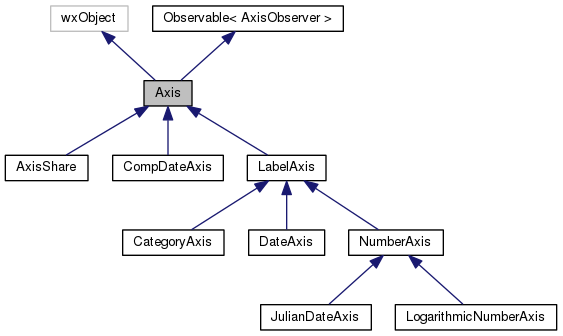 wxObject
Observable< AxisObserver >
Axis
AxisShare
CompDateAxis
LabelAxis
CategoryAxis
DateAxis
NumberAxis
JulianDateAxis
LogarithmicNumberAxis